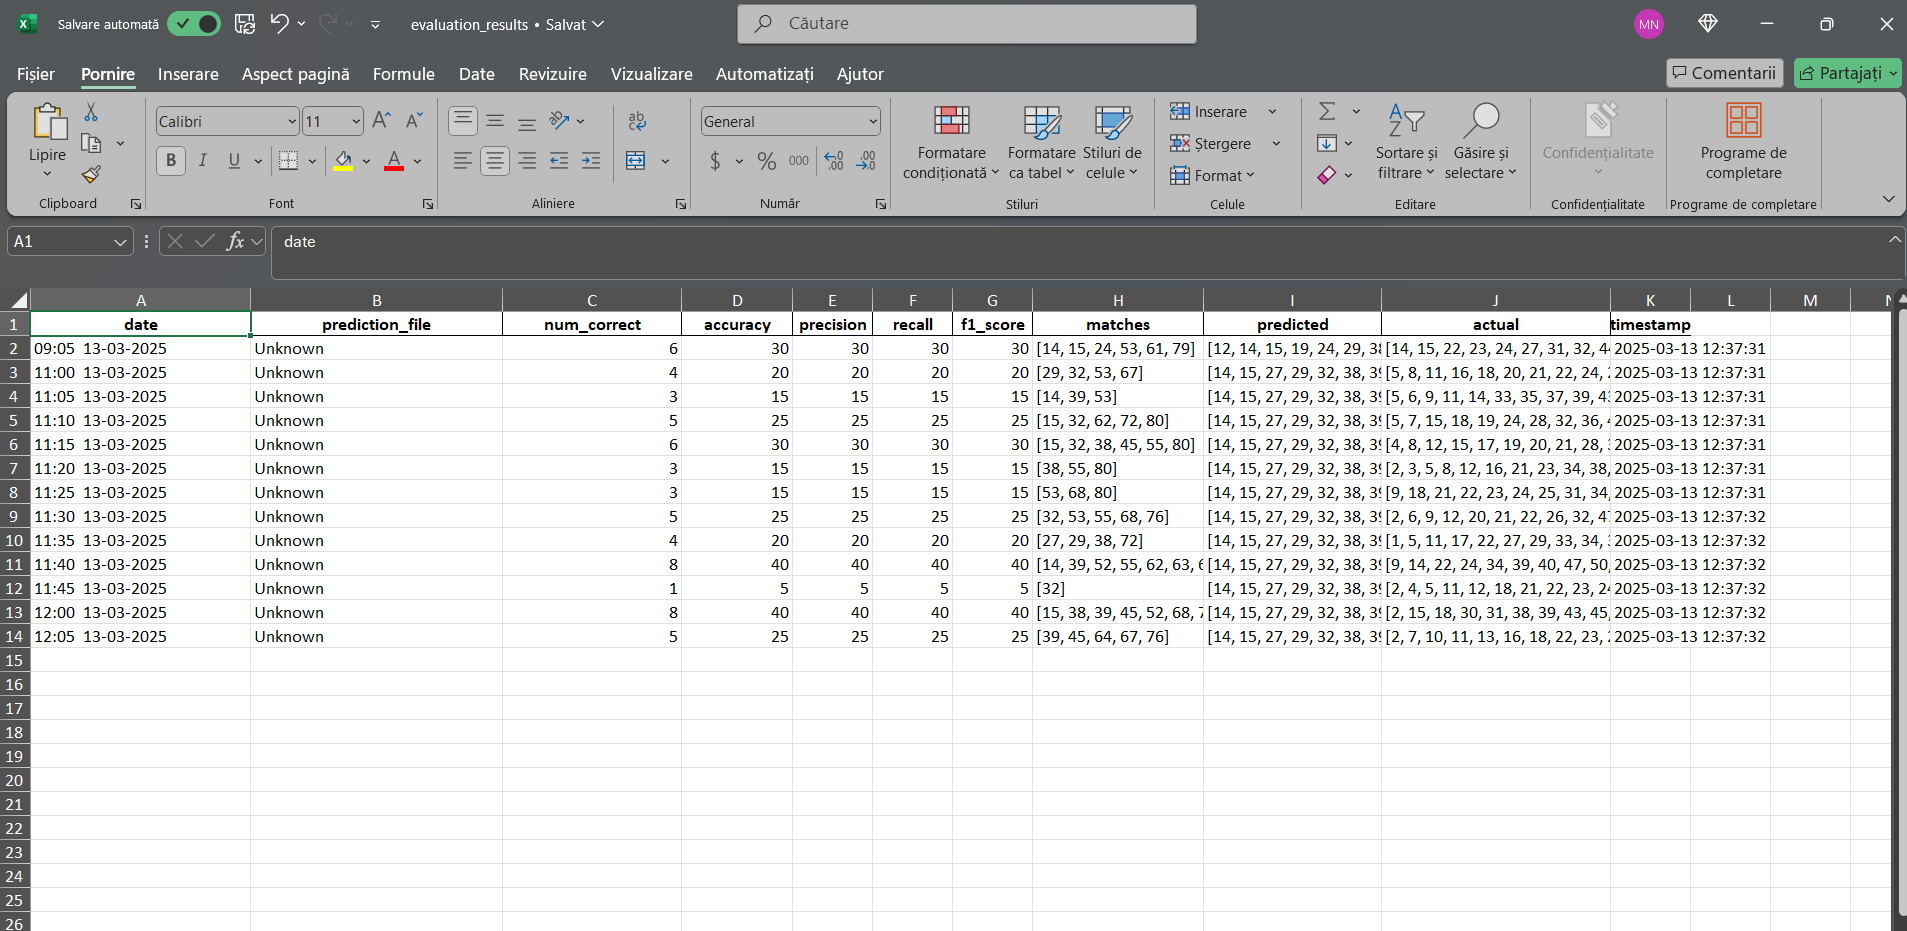 Salvare automată evaluation_results • Salvat Căutare MN
Fișier Pornire Inserare Aspect pagină Formule Date Revizuire Vizualizare Automatizați Ajutor Comentarii Partajați
Lipire
Clipboard
Calibri 11
B I U A
Font
ab
Aliniere
General
$ % 000
Număr
Formatare condiționată
Formatare ca tabel
Stiluri de celule
Stiluri
Inserare
Ștergere
Format
Celule
Sortare și filtrare
Găsire și selectare
Editare
Confidențialitate
Confidențialitate
Programe de completare
Programe de completare
A1 fx date
A B C D E F G H I J K L M N
1 date prediction_file num_correct accuracy precision recall f1_score matches predicted actual timestamp
2 09:05 13-03-2025 Unknown 6 30 30 30 30 [14, 15, 24, 53, 61, 79] [12, 14, 15, 19, 24, 29, 38 [14, 15, 22, 23, 24, 27, 31, 32, 4 2025-03-13 12:37:31
3 11:00 13-03-2025 Unknown 4 20 20 20 20 [29, 32, 53, 67] [14, 15, 27, 29, 32, 38, 39 [5, 8, 11, 16, 18, 20, 21, 22, 24, 2025-03-13 12:37:31
4 11:05 13-03-2025 Unknown 3 15 15 15 15 [14, 39, 53] [14, 15, 27, 29, 32, 38, 39 [5, 6, 9, 11, 14, 33, 35, 37, 39, 43 2025-03-13 12:37:31
5 11:10 13-03-2025 Unknown 5 25 25 25 25 [15, 32, 62, 72, 80] [14, 15, 27, 29, 32, 38, 39 [5, 7, 15, 18, 19, 24, 28, 32, 36, 2025-03-13 12:37:31
6 11:15 13-03-2025 Unknown 6 30 30 30 30 [15, 32, 38, 45, 55, 80] [14, 15, 27, 29, 32, 38, 39 [4, 8, 12, 15, 17, 19, 20, 21, 28, 2025-03-13 12:37:31
7 11:20 13-03-2025 Unknown 3 15 15 15 15 [38, 55, 80] [14, 15, 27, 29, 32, 38, 39 [2, 3, 5, 8, 12, 16, 21, 23, 34, 38, 2025-03-13 12:37:31
8 11:25 13-03-2025 Unknown 3 15 15 15 15 [53, 68, 80] [14, 15, 27, 29, 32, 38, 39 [9, 18, 21, 22, 23, 24, 25, 31, 34, 2025-03-13 12:37:31
9 11:30 13-03-2025 Unknown 5 25 25 25 25 [32, 53, 55, 68, 76] [14, 15, 27, 29, 32, 38, 39 [2, 6, 9, 12, 20, 21, 22, 26, 32, 47 2025-03-13 12:37:32
10 11:35 13-03-2025 Unknown 4 20 20 20 20 [27, 29, 38, 72] [14, 15, 27, 29, 32, 38, 39 [1, 5, 11, 17, 22, 27, 29, 33, 34, 2025-03-13 12:37:32
11 11:40 13-03-2025 Unknown 8 40 40 40 40 [14, 39, 52, 55, 62, 63, 6 [14, 15, 27, 29, 32, 38, 39 [9, 14, 22, 24, 34, 39, 40, 47, 50, 2025-03-13 12:37:32
12 11:45 13-03-2025 Unknown 1 5 5 5 5 [32] [14, 15, 27, 29, 32, 38, 39 [2, 4, 5, 11, 12, 18, 21, 22, 23, 24 2025-03-13 12:37:32
13 12:00 13-03-2025 Unknown 8 40 40 40 40 [15, 38, 39, 45, 52, 68, 7 [14, 15, 27, 29, 32, 38, 39 [2, 15, 18, 30, 31, 38, 39, 43, 45, 2025-03-13 12:37:32
14 12:05 13-03-2025 Unknown 5 25 25 25 25 [39, 45, 64, 67, 76] [14, 15, 27, 29, 32, 38, 39 [2, 7, 10, 11, 13, 16, 18, 22, 23, 2025-03-13 12:37:32
15
16
17
18
19
20
21
22
23
24
25
26